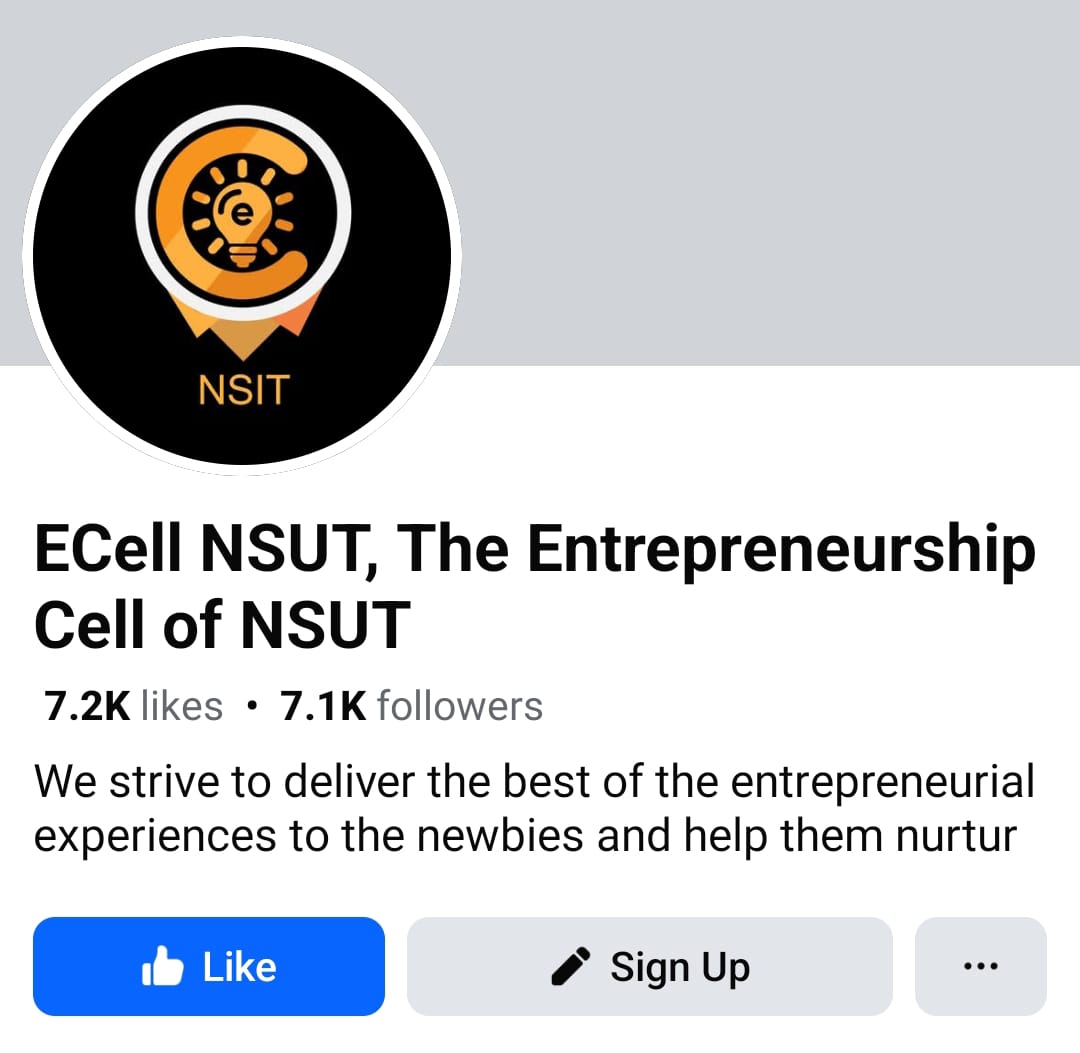 e
NSIT
ECell NSUT, The Entrepreneurship
Cell of NSUT
7.2K likes • 7.1K followers
We strive to deliver the best of the entrepreneurial
experiences to the newbies and help them nurtur
Like
Sign Up
...